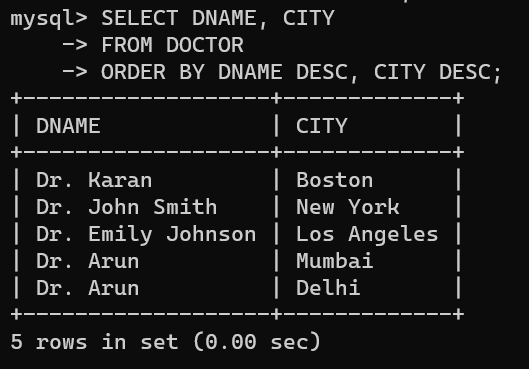 mysql> SELECT DNAME, CITY
    -> FROM DOCTOR
    -> ORDER BY DNAME DESC, CITY DESC;
+-------------------+-------------+
| DNAME             | CITY        |
+-------------------+-------------+
| Dr. Karan         | Boston      |
| Dr. John Smith    | New York    |
| Dr. Emily Johnson | Los Angeles |
| Dr. Arun          | Mumbai      |
| Dr. Arun          | Delhi       |
+-------------------+-------------+
5 rows in set (0.00 sec)